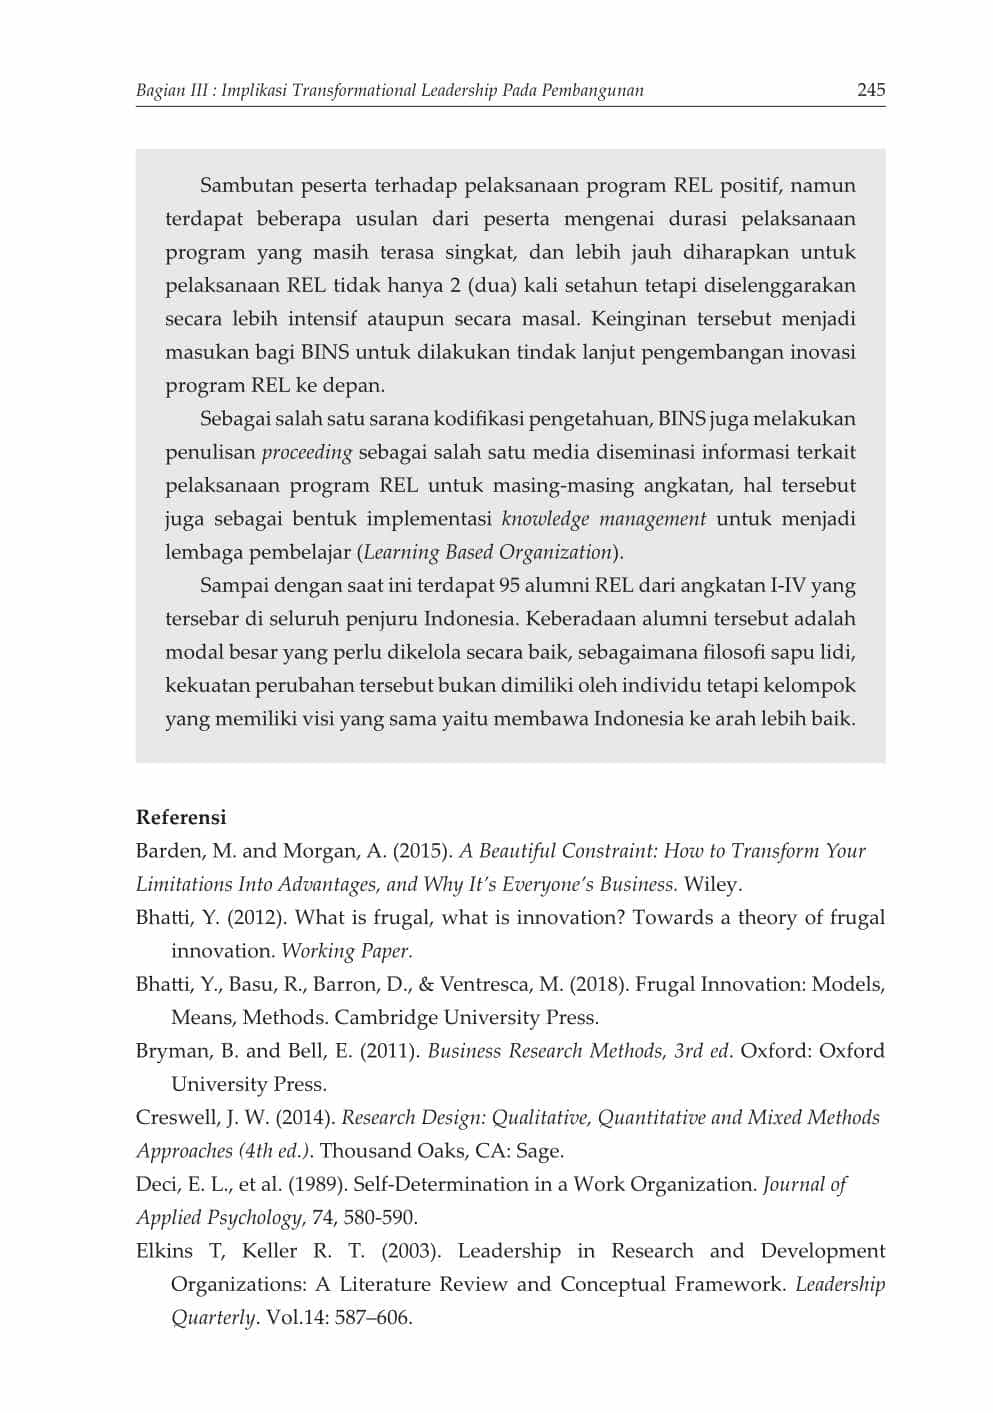 Bagian III : Implikasi Transformational Leadership Pada Pembangunan 245
Sambutan peserta terhadap pelaksanaan program REL positif, namun
terdapat beberapa usulan dari peserta mengenai durasi pelaksanaan
program yang masih terasa singkat, dan lebih jauh diharapkan untuk
pelaksanaan REL tidak hanya 2 (dua) kali setahun tetapi diselenggarakan
secara lebih intensif ataupun secara masal. Keinginan tersebut menjadi
masukan bagi BINS untuk dilakukan tindak lanjut pengembangan inovasi
program REL ke depan.
Sebagai salah satu sarana kodifikasi pengetahuan, BINS juga melakukan
penulisan proceeding sebagai salah satu media diseminasi informasi terkait
pelaksanaan program REL untuk masing-masing angkatan, hal tersebut
juga sebagai bentuk implementasi knowledge management untuk menjadi
lembaga pembelajar (Learning Based Organization).
Sampai dengan saat ini terdapat 95 alumni REL dari angkatan I-IV yang
tersebar di seluruh penjuru Indonesia. Keberadaan alumni tersebut adalah
modal besar yang perlu dikelola secara baik, sebagaimana filosofi sapu lidi,
kekuatan perubahan tersebut bukan dimiliki oleh individu tetapi kelompok
yang memiliki visi yang sama yaitu membawa Indonesia ke arah lebih baik.
Referensi
Barden, M. and Morgan, A. (2015). A Beautiful Constraint: How to Transform Your
Limitations Into Advantages, and Why It’s Everyone’s Business. Wiley.
Bhatti, Y. (2012). What is frugal, what is innovation? Towards a theory of frugal
innovation. Working Paper.
Bhatti, Y., Basu, R., Barron, D., & Ventresca, M. (2018). Frugal Innovation: Models,
Means, Methods. Cambridge University Press.
Bryman, B. and Bell, E. (2011). Business Research Methods, 3rd ed. Oxford: Oxford
University Press.
Creswell, J. W. (2014). Research Design: Qualitative, Quantitative and Mixed Methods
Approaches (4th ed.). Thousand Oaks, CA: Sage.
Deci, E. L., et al. (1989). Self-Determination in a Work Organization. Journal of
Applied Psychology, 74, 580-590.
Elkins T, Keller R. T. (2003). Leadership in Research and Development
Organizations: A Literature Review and Conceptual Framework. Leadership
Quarterly. Vol.14: 587–606.